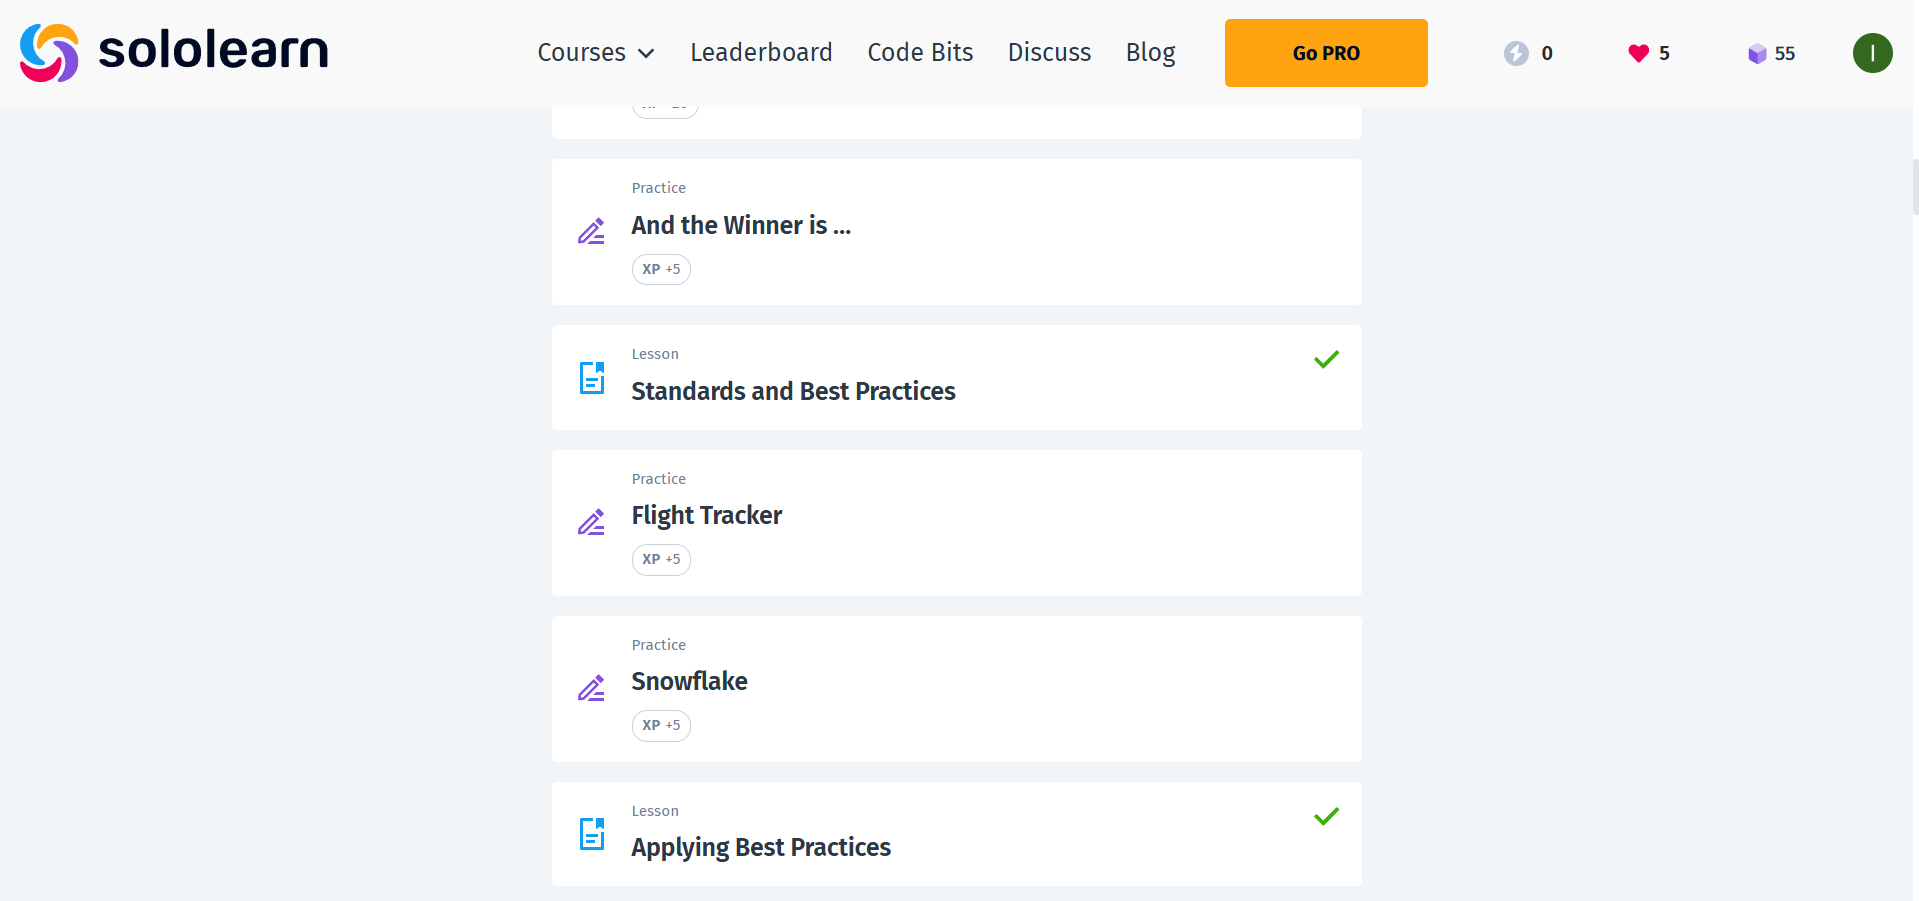 sololearn
Courses Leaderboard Code Bits Discuss Blog Go PRO 0 5 55 I
Practice
And the Winner is ...
XP +5
Lesson
Standards and Best Practices
Practice
Flight Tracker
XP +5
Practice
Snowflake
XP +5
Lesson
Applying Best Practices